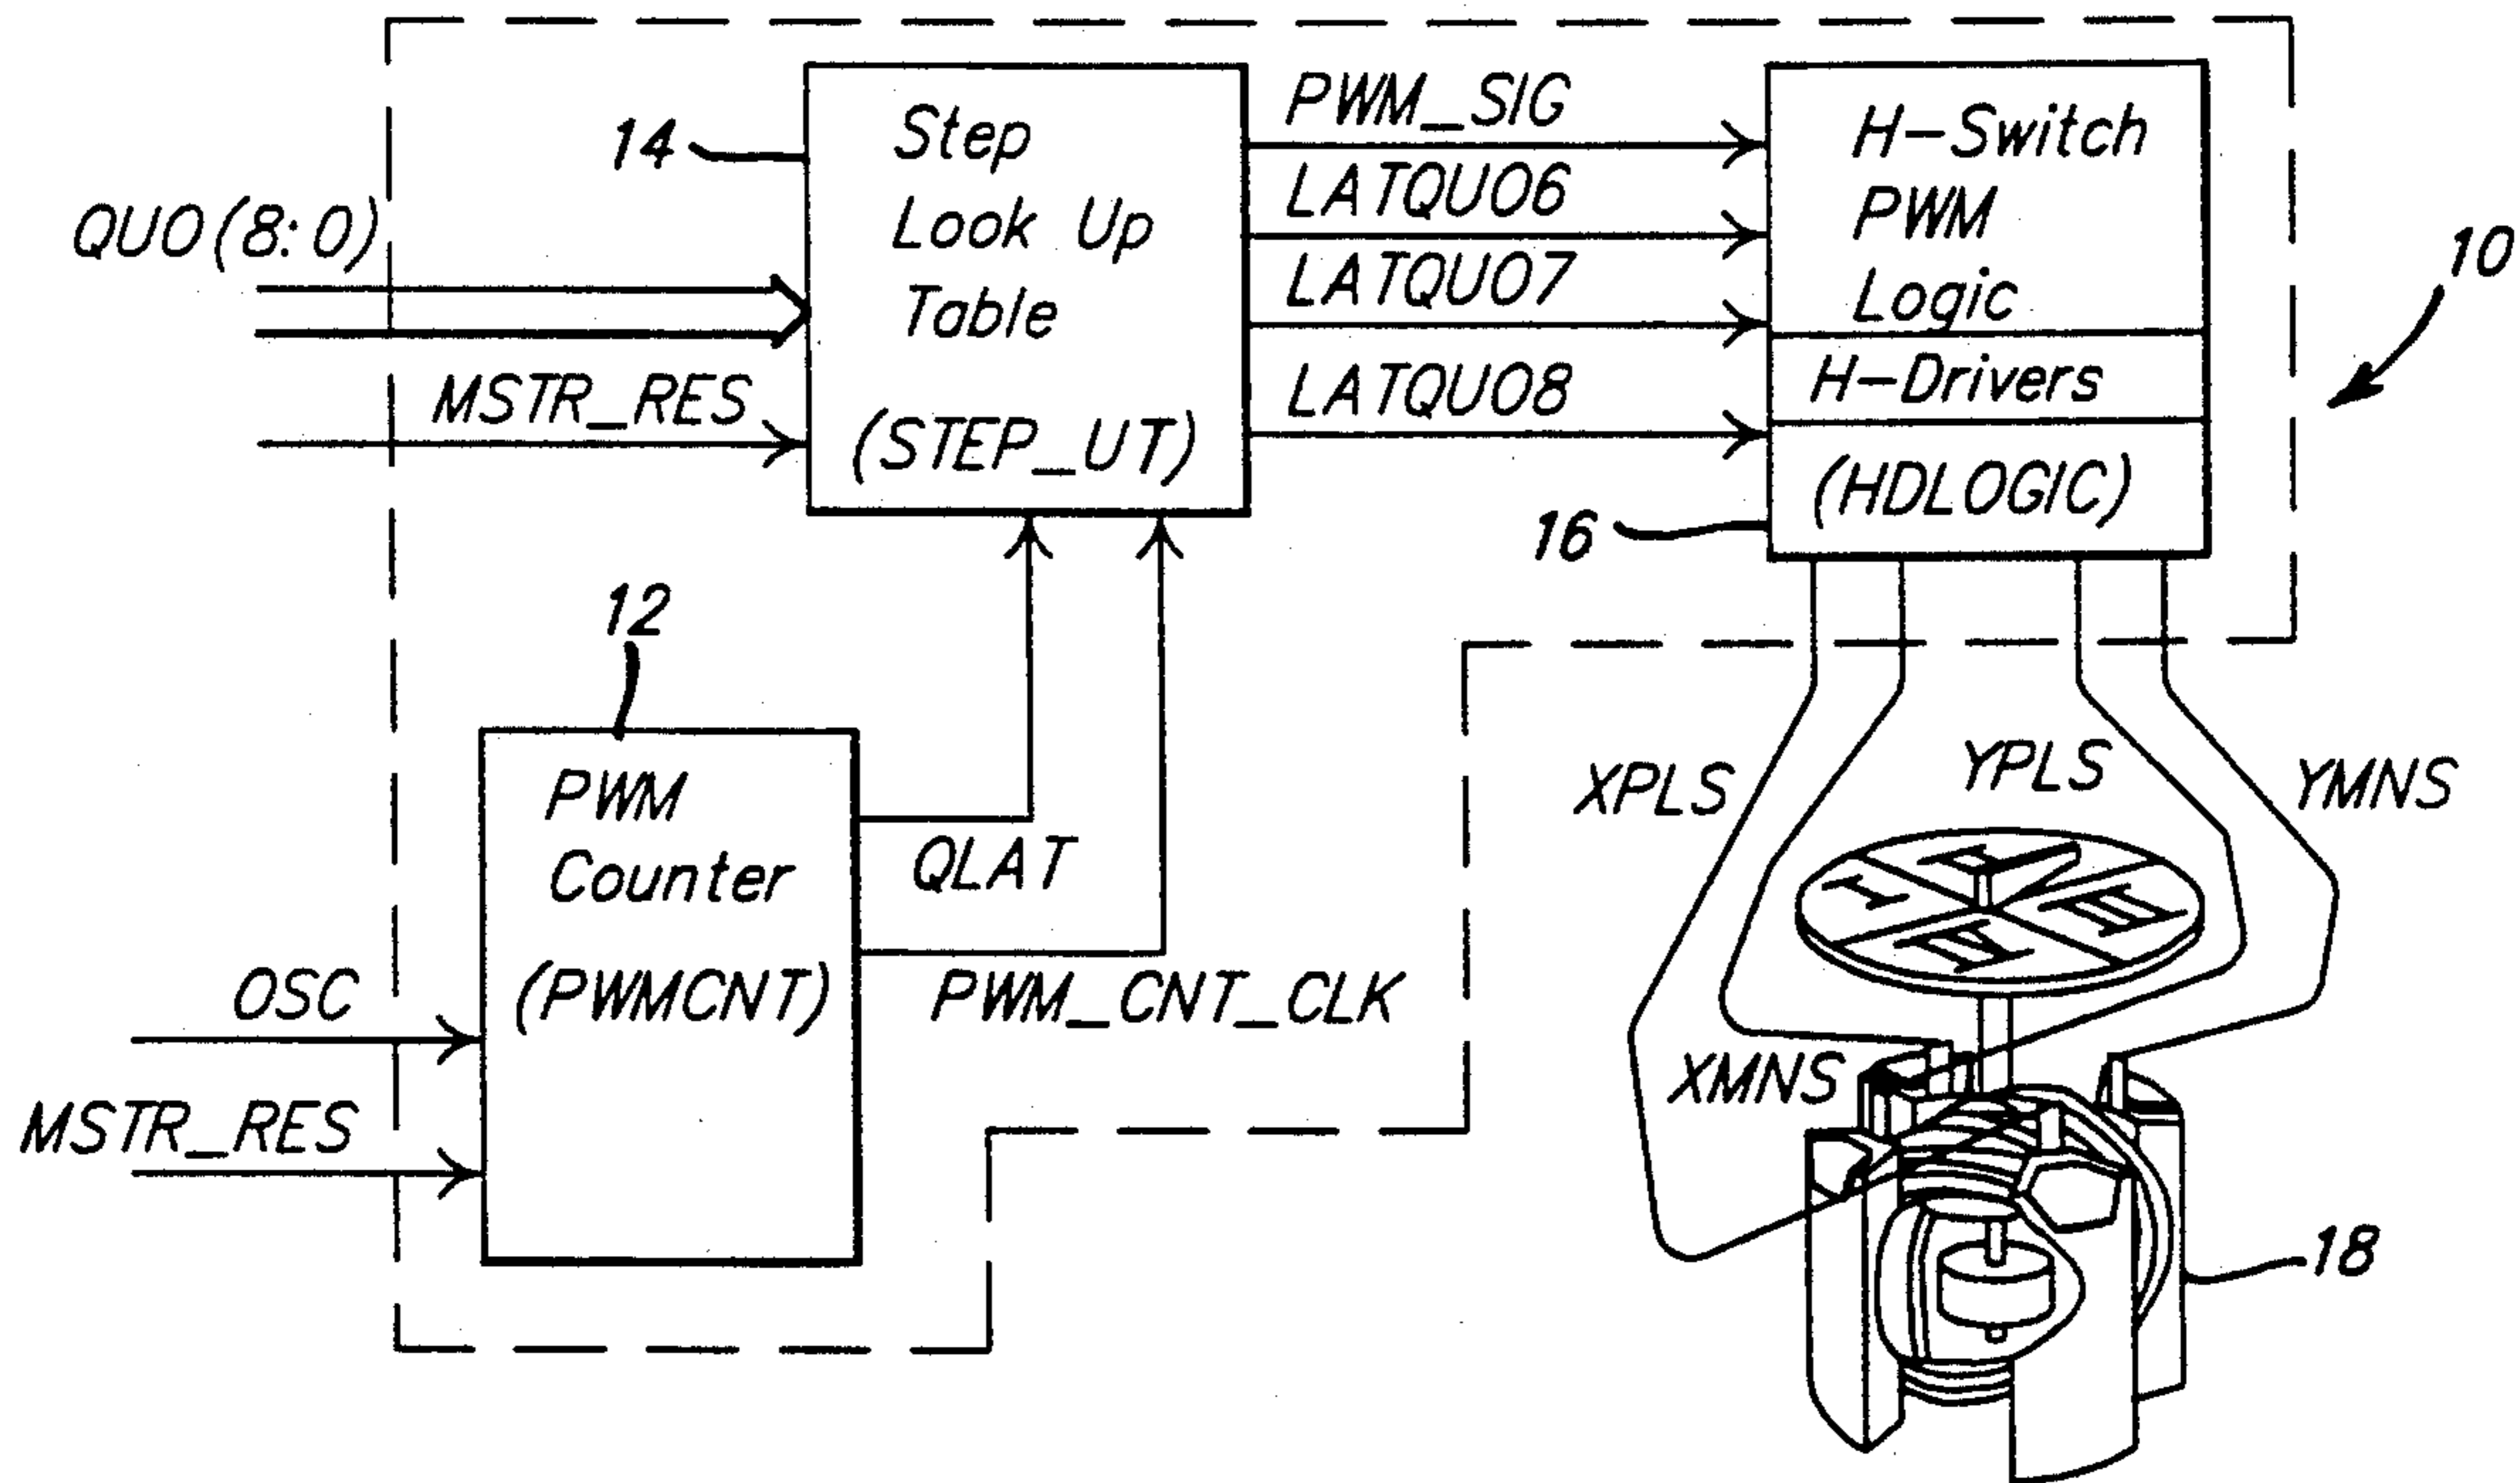 14
Step
Look Up
Table
(STEP_UT)
QUO(8:0)
MSTR_RES
PWM_SIG
LATQUO6
LATQUO7
LATQUO8
H-Switch
PWM
Logic
H-Drivers
(HDLOGIC)
16
10
12
PWM
Counter
(PWMCNT)
OSC
MSTR_RES
QLAT
PWM_CNT_CLK
XPLS
YPLS
YMNS
XMNS
18